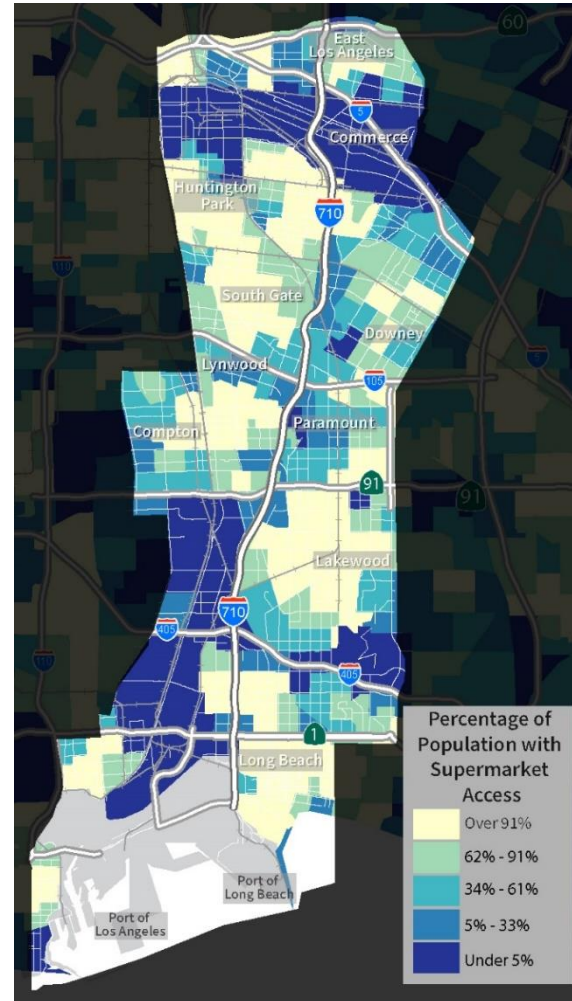 60
East
Los Angeles
5
Commerce
Huntington
Park
710
110
South Gate
Downey
5
Lynwood
105
Compton
Paramount
91
91
Lakewood
710
405
405
110
1
Long Beach
Port of
Long Beach
Port of
Los Angeles
Percentage of
Population with
Supermarket
Access
Over 91%
62% - 91%
34% - 61%
5% - 33%
Under 5%